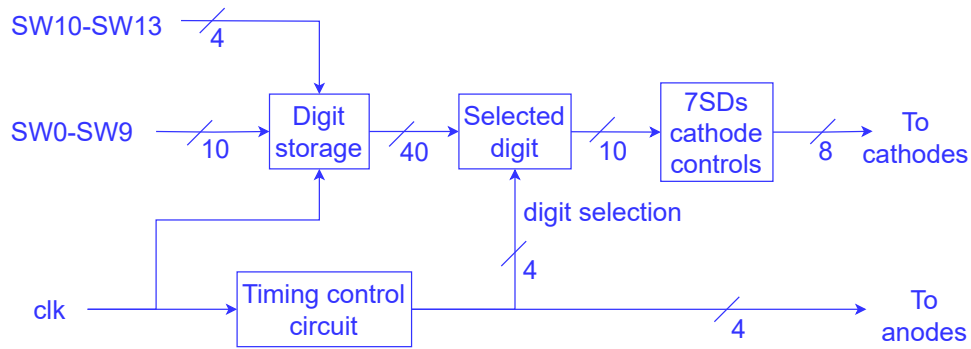 SW10-SW13
4
SW0-SW9
10
Digit
storage
40
Selected
digit
10
7SDs
cathode
controls
8
To
cathodes
digit selection
4
clk
Timing control
circuit
4
To
anodes